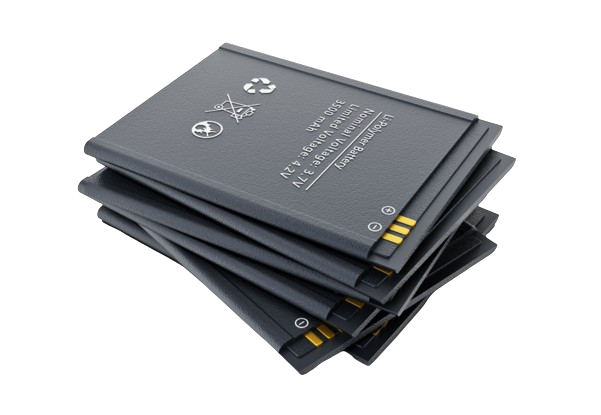 Li-Polymer Battery
Nominal Voltage: 3.7V
Limited Voltage: 4.2V
3500 mAh